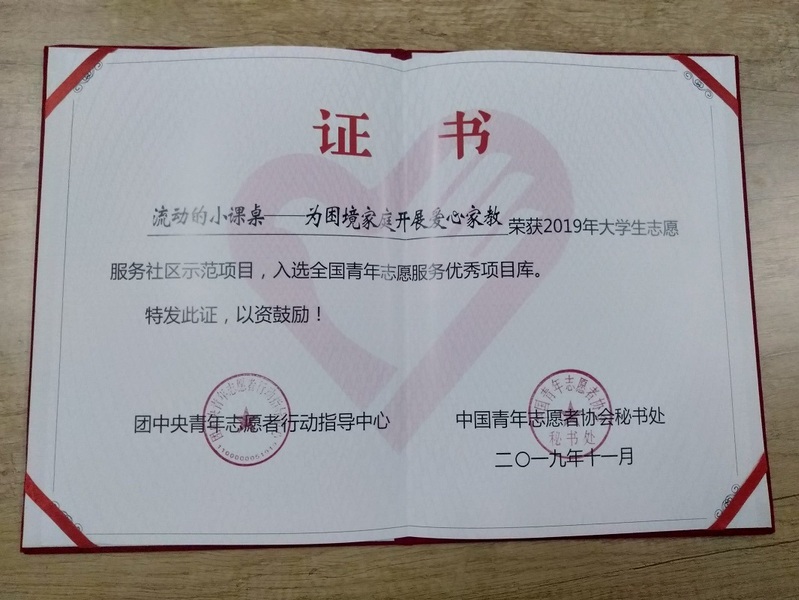 证书
流动的小课桌——为困境家庭开展爱心家教荣获2019年大学生志愿
服务社区示范项目，入选全国青年志愿服务优秀项目库。
特发此证，以资鼓励！
团中央青年志愿者行动指导中心
中国青年志愿者协会秘书处
秘书处
二〇一九年十一月